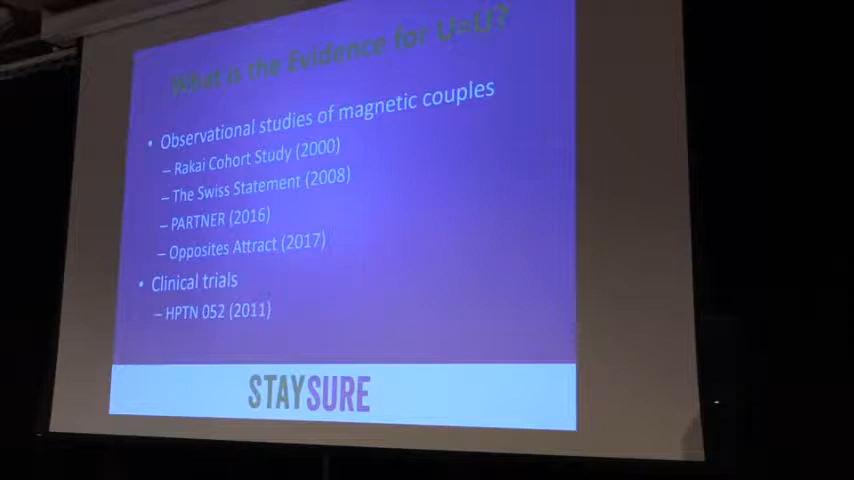 What is the Evidence for U=U?
• Observational studies of magnetic couples
– Rakai Cohort Study (2000)
– The Swiss Statement (2008)
– PARTNER (2016)
– Opposites Attract (2017)
• Clinical trials
– HPTN 052 (2011)
STAYSURE